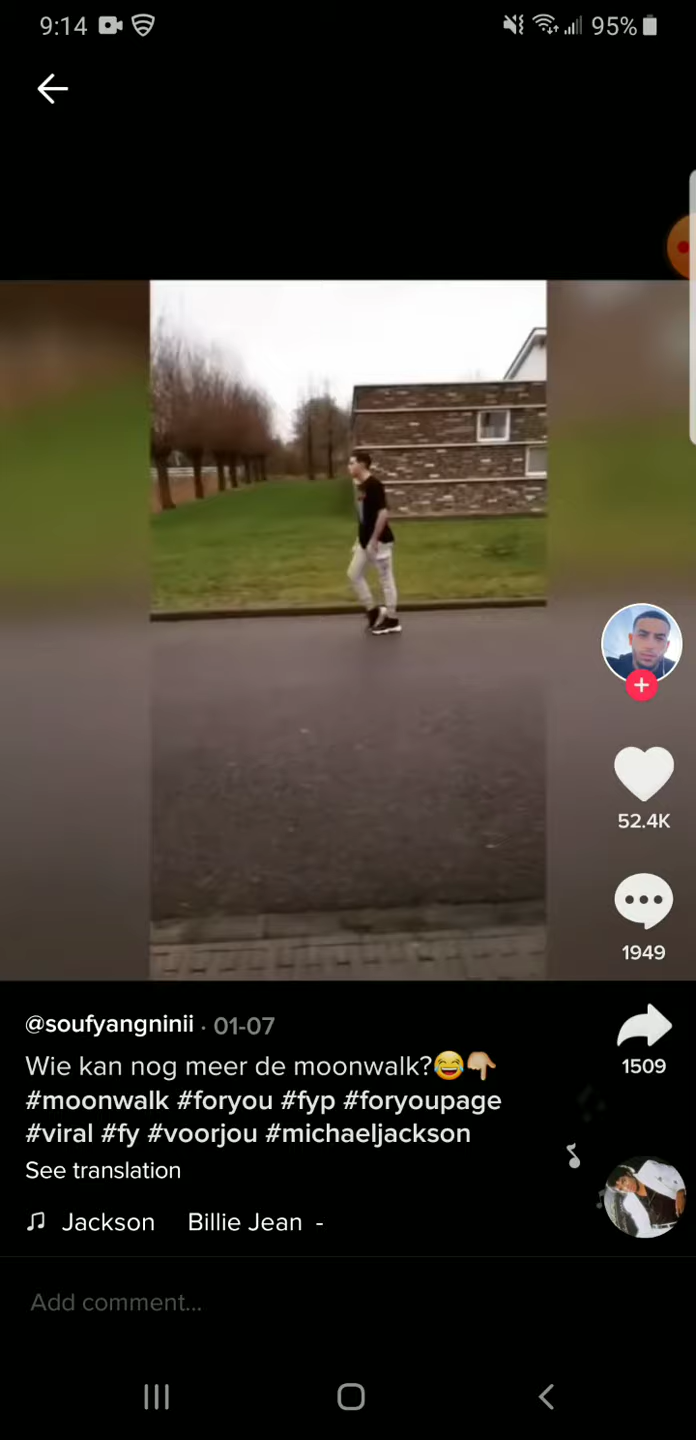 9:14 95%
52.4K
1949
@soufyangninii · 01-07
1509
Wie kan nog meer de moonwalk?😂👇🏼
#moonwalk #foryou #fyp #foryoupage
#viral #fy #voorjou #michaeljackson
See translation
Jackson Billie Jean -
Add comment...